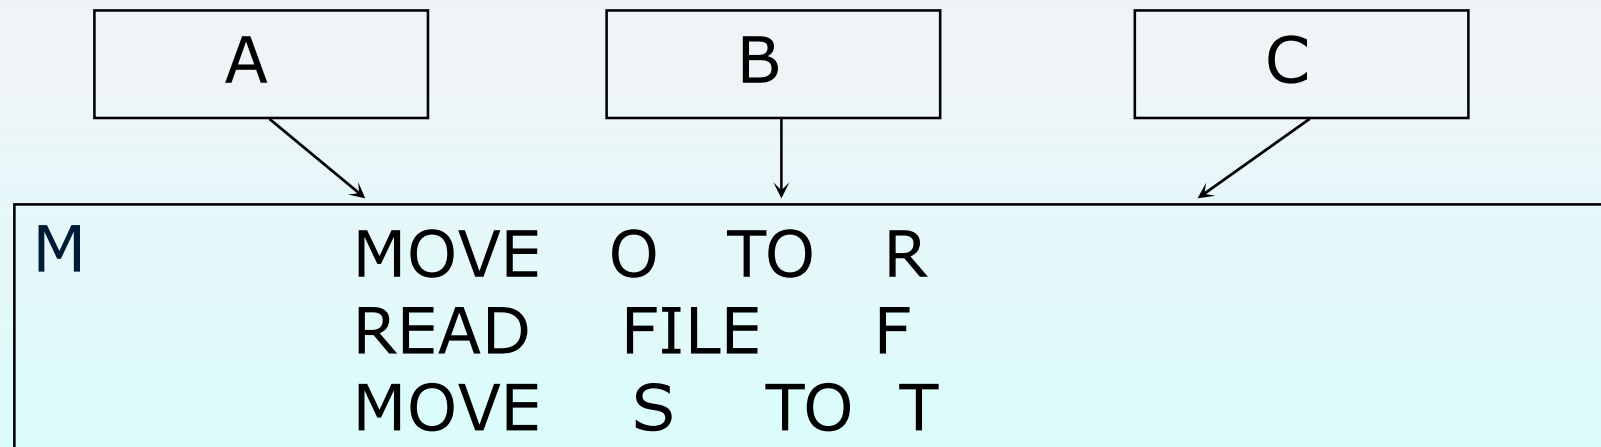 A B C
M MOVE O TO R
READ FILE F
MOVE S TO T